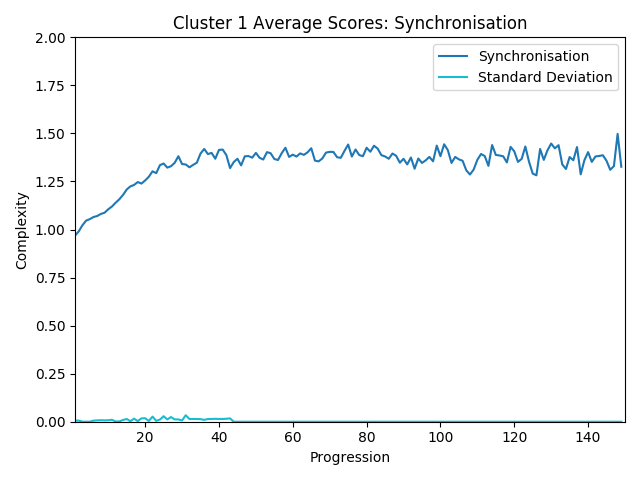 Cluster 1 Average Scores: Synchronisation
2.00
1.75
1.50
1.25
1.00
0.75
0.50
0.25
0.00
Complexity
Synchronisation
Standard Deviation
20 40 60 80 100 120 140
Progression